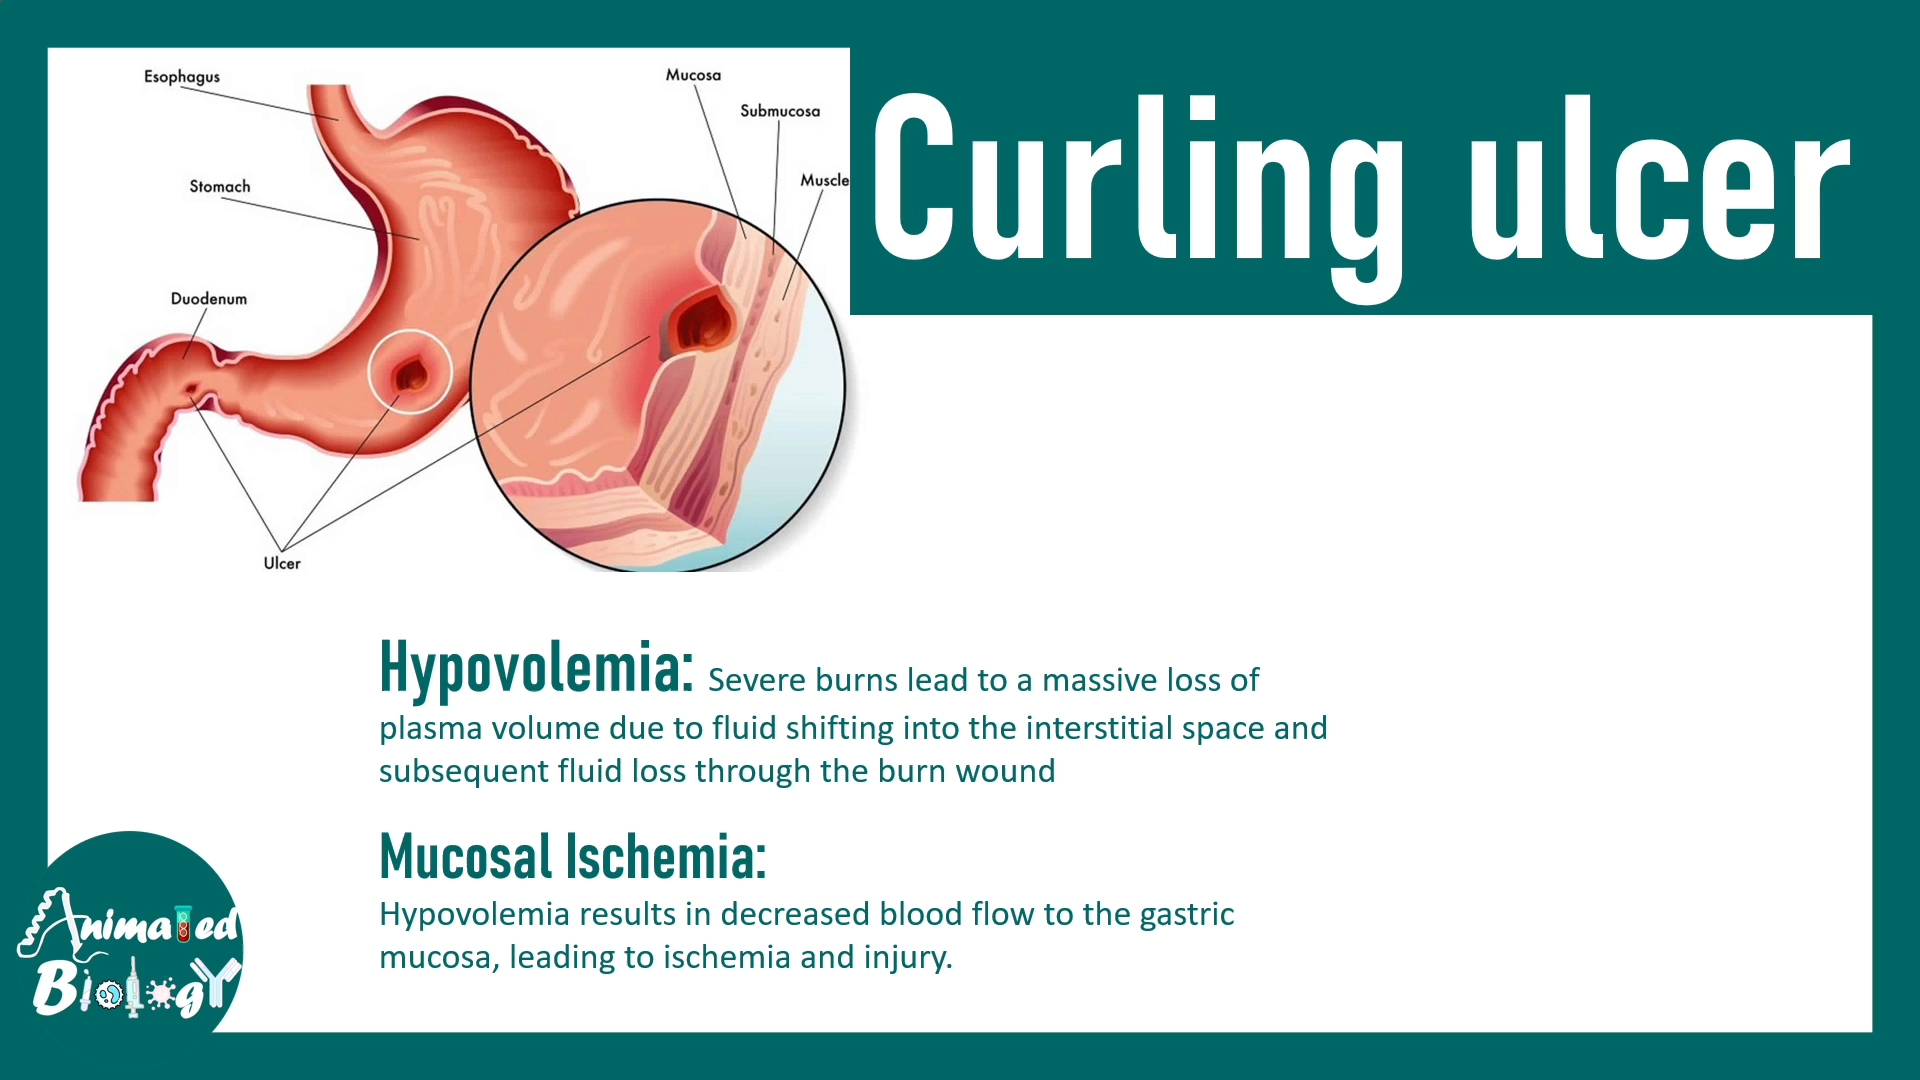 Curling ulcer
Esophagus
Mucosa
Submucosa
Muscle
Stomach
Duodenum
Ulcer
Hypovolemia: Severe burns lead to a massive loss of
plasma volume due to fluid shifting into the interstitial space and
subsequent fluid loss through the burn wound
Mucosal Ischemia:
Hypovolemia results in decreased blood flow to the gastric
mucosa, leading to ischemia and injury.
Animated
Biology